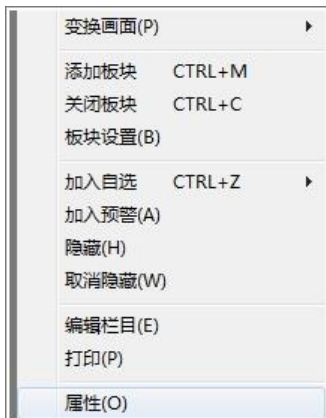 变换画面(P)
添加板块 CTRL+M
关闭板块 CTRL+C
板块设置(B)
加入自选 CTRL+Z
加入预警(A)
隐藏(H)
取消隐藏(W)
编辑栏目(E)
打印(P)
属性(O)